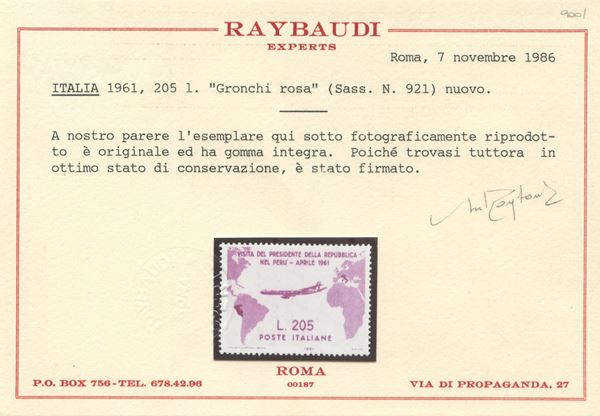 900/
RAYBAUDI
EXPERTS
Roma, 7 novembre 1986
ITALIA 1961, 205 l. "Gronchi rosa" (Sass. N. 921) nuovo.
A nostro parere l'esemplare qui sotto fotograficamente riprodot-
to è originale ed ha gomma integra. Poiché trovasi tuttora in
ottimo stato di conservazione, è stato firmato.
VISITA DEL PRESIDENTE DELLA REPUBBLICA
NEL PERU' - APRILE 1961
L. 205
POSTE ITALIANE
1961
ROMA
00187
P.O. BOX 756 - TEL. 678.42.96
VIA DI PROPAGANDA, 27